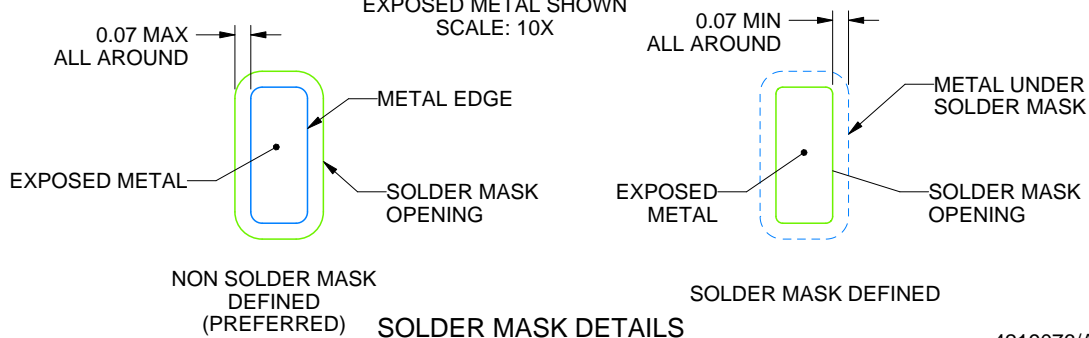 EXPOSED METAL SHOWN
SCALE: 10X
0.07 MAX
ALL AROUND
METAL EDGE
EXPOSED METAL
SOLDER MASK
OPENING
NON SOLDER MASK
DEFINED
(PREFERRED)
0.07 MIN
ALL AROUND
METAL UNDER
SOLDER MASK
EXPOSED
METAL
SOLDER MASK
OPENING
SOLDER MASK DEFINED
SOLDER MASK DETAILS